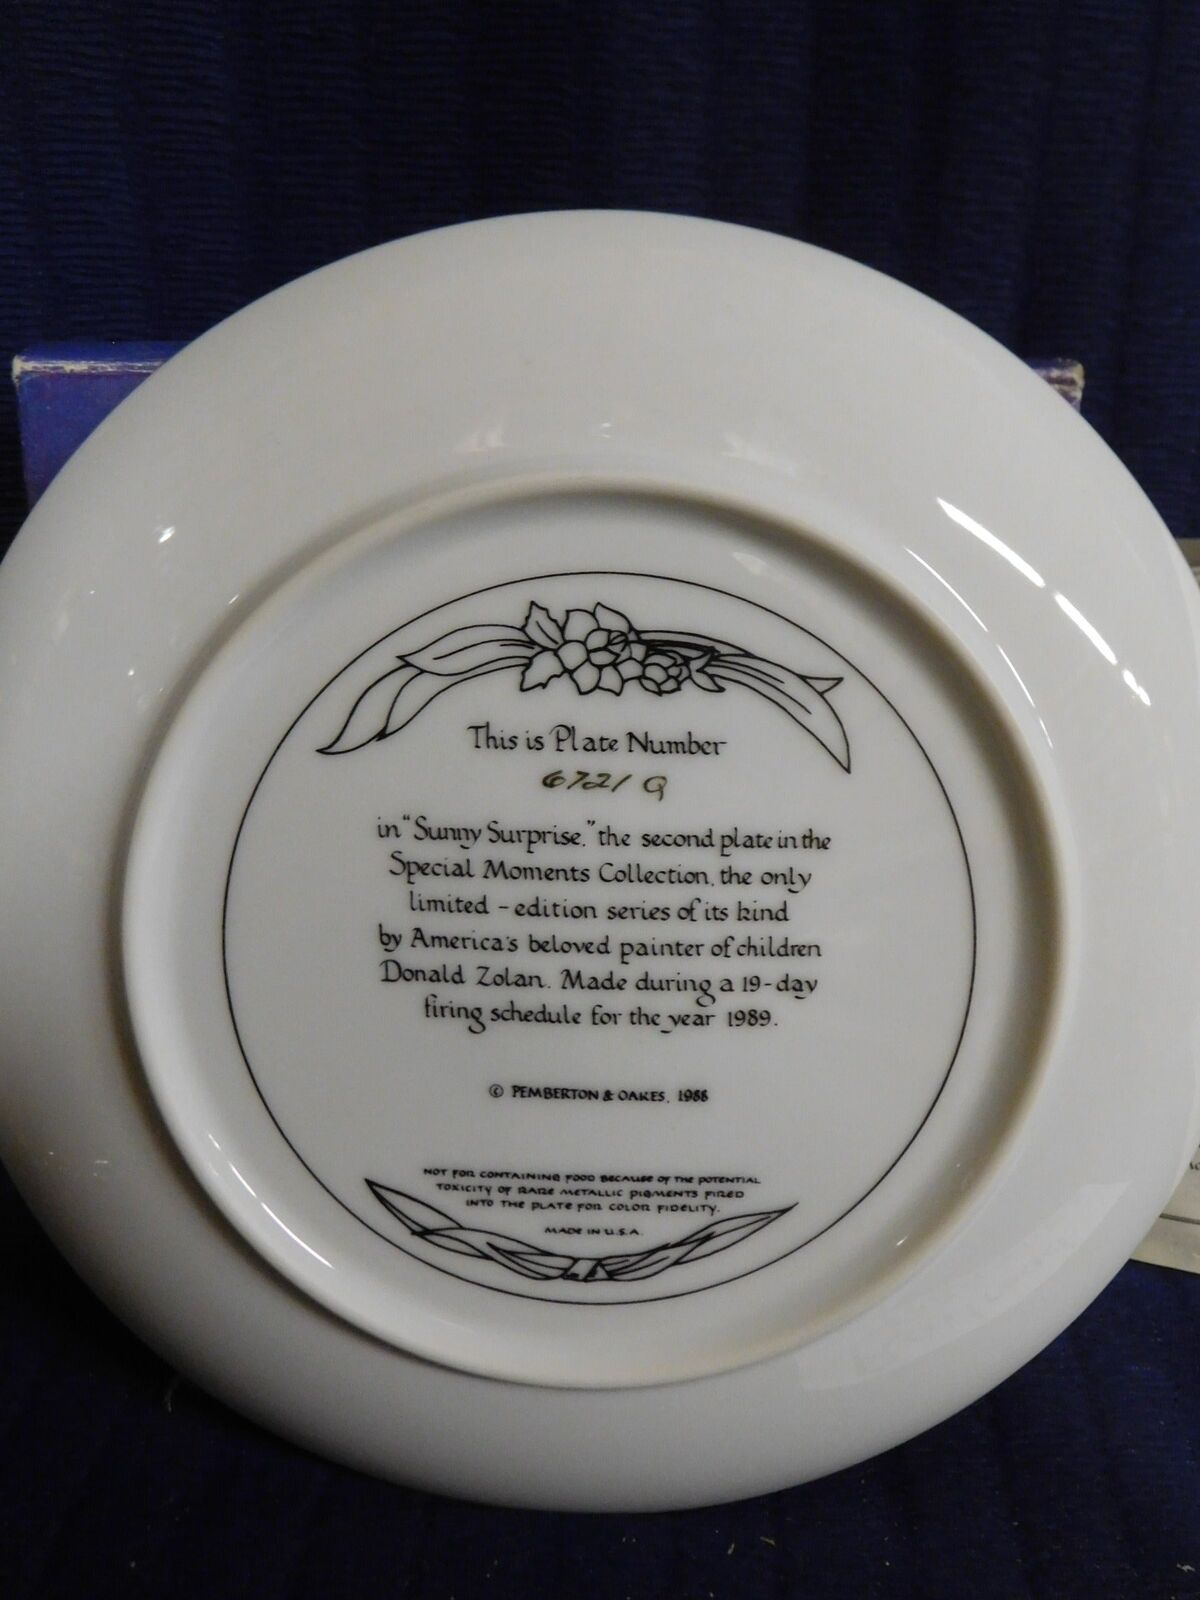 This is Plate Number
6721 Q
in "Sunny Surprise," the second plate in the
Special Moments Collection, the only
limited - edition series of its kind
by America's beloved painter of children
Donald Zolan. Made during a 19-day
firing schedule for the year 1989.
© PEMBERTON & OAKES, 1988
NOT FOR CONTAINING FOOD BECAUSE OF THE POTENTIAL
TOXICITY OF RARE METALLIC PIGMENTS FIRED
INTO THE PLATE FOR COLOR FIDELITY.
MADE IN U.S.A.